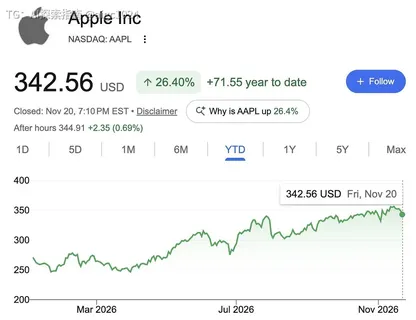 Apple Inc
NASDAQ: AAPL
342.56 USD ↑ 26.40% +71.55 year to date
+ Follow
Closed: Nov 20, 7:10 PM EST • Disclaimer
Why is AAPL up 26.4%
After hours 344.91 +2.35 (0.69%)
1D 5D 1M 6M YTD 1Y 5Y Max
400
342.56 USD Fri, Nov 20
350
300
250
200
Mar 2026 Jul 2026 Nov 2026